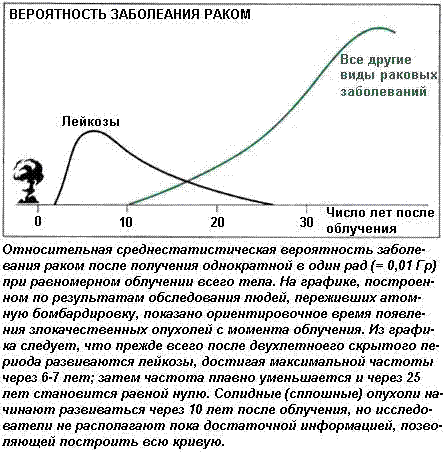 ВЕРОЯТНОСТЬ ЗАБОЛЕАНИЯ РАКОМ
Все другие
виды раковых
заболеваний
Лейкозы
0 10 20 30 Число лет после
облучения
Относительная среднестатистическая вероятность заболе-
вания раком после получения однократной в один рад (= 0,01 Гр)
при равномерном облучении всего тела. На графике, построен-
ном по результатам обследования людей, переживших атом-
ную бомбардировку, показано ориентировочное время появле-
ния злокачественных опухолей с момента облучения. Из графи-
ка следует, что прежде всего после двухлетноего скрытого пе-
риода развиваются лейкозы, достигая максимальной частоты
через 6-7 лет; затем частота плавно уменьшается и через 25
лет становится равной нулю. Солидные (сплошные) опухоли на-
чинают развиваться через 10 лет после облучения, но исследо-
ватели не располагают пока достаточной информацией, позво-
ляющей построить всю кривую.